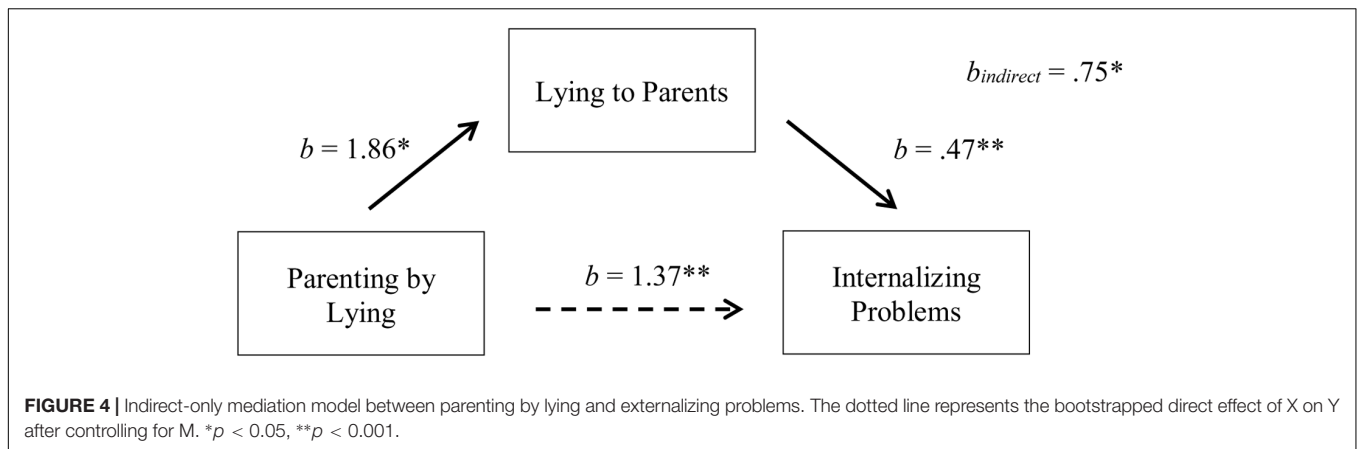 Lying to Parents
b_indirect = .75*
b = 1.86*
b = .47**
Parenting by
Lying
b = 1.37**
Internalizing
Problems
FIGURE 4 | Indirect-only mediation model between parenting by lying and externalizing problems. The dotted line represents the bootstrapped direct effect of X on Y
after controlling for M. *p < 0.05, **p < 0.001.